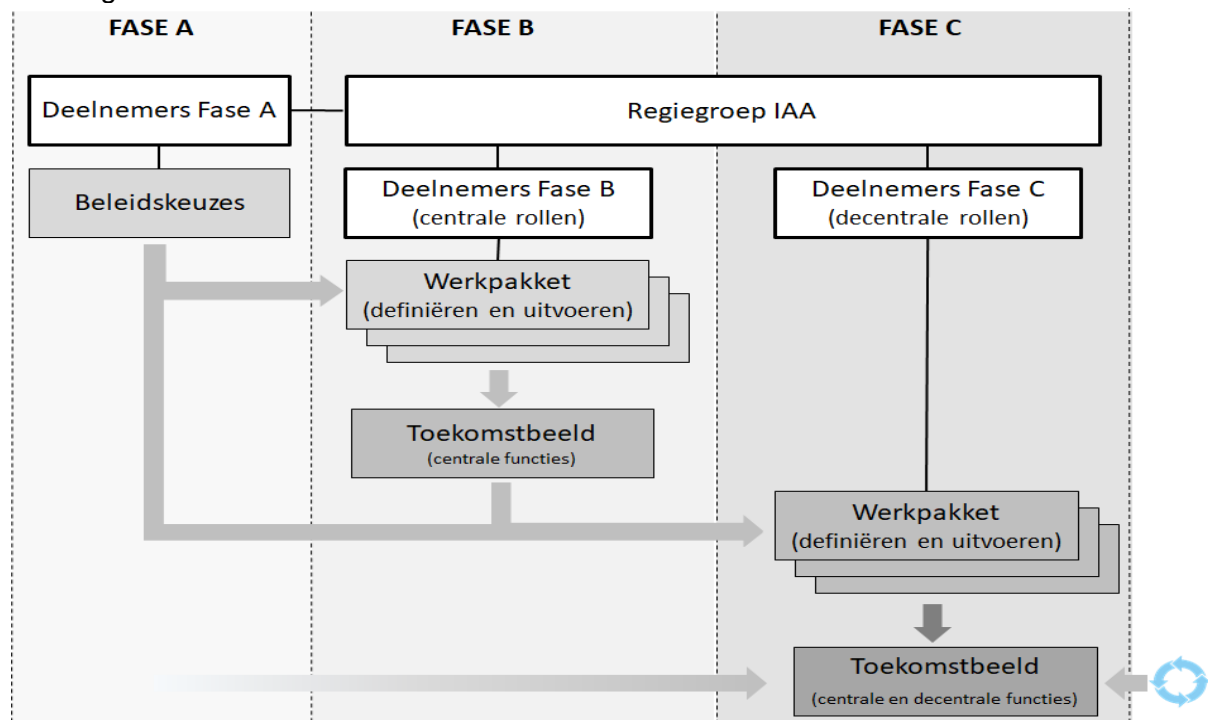 FASE A
FASE B
FASE C
Deelnemers Fase A
Regiegroep IAA
Beleidskeuzes
Deelnemers Fase B
(centrale rollen)
Deelnemers Fase C
(decentrale rollen)
Werkpakket
(definiëren en uitvoeren)
Toekomstbeeld
(centrale functies)
Werkpakket
(definiëren en uitvoeren)
Toekomstbeeld
(centrale en decentrale functies)